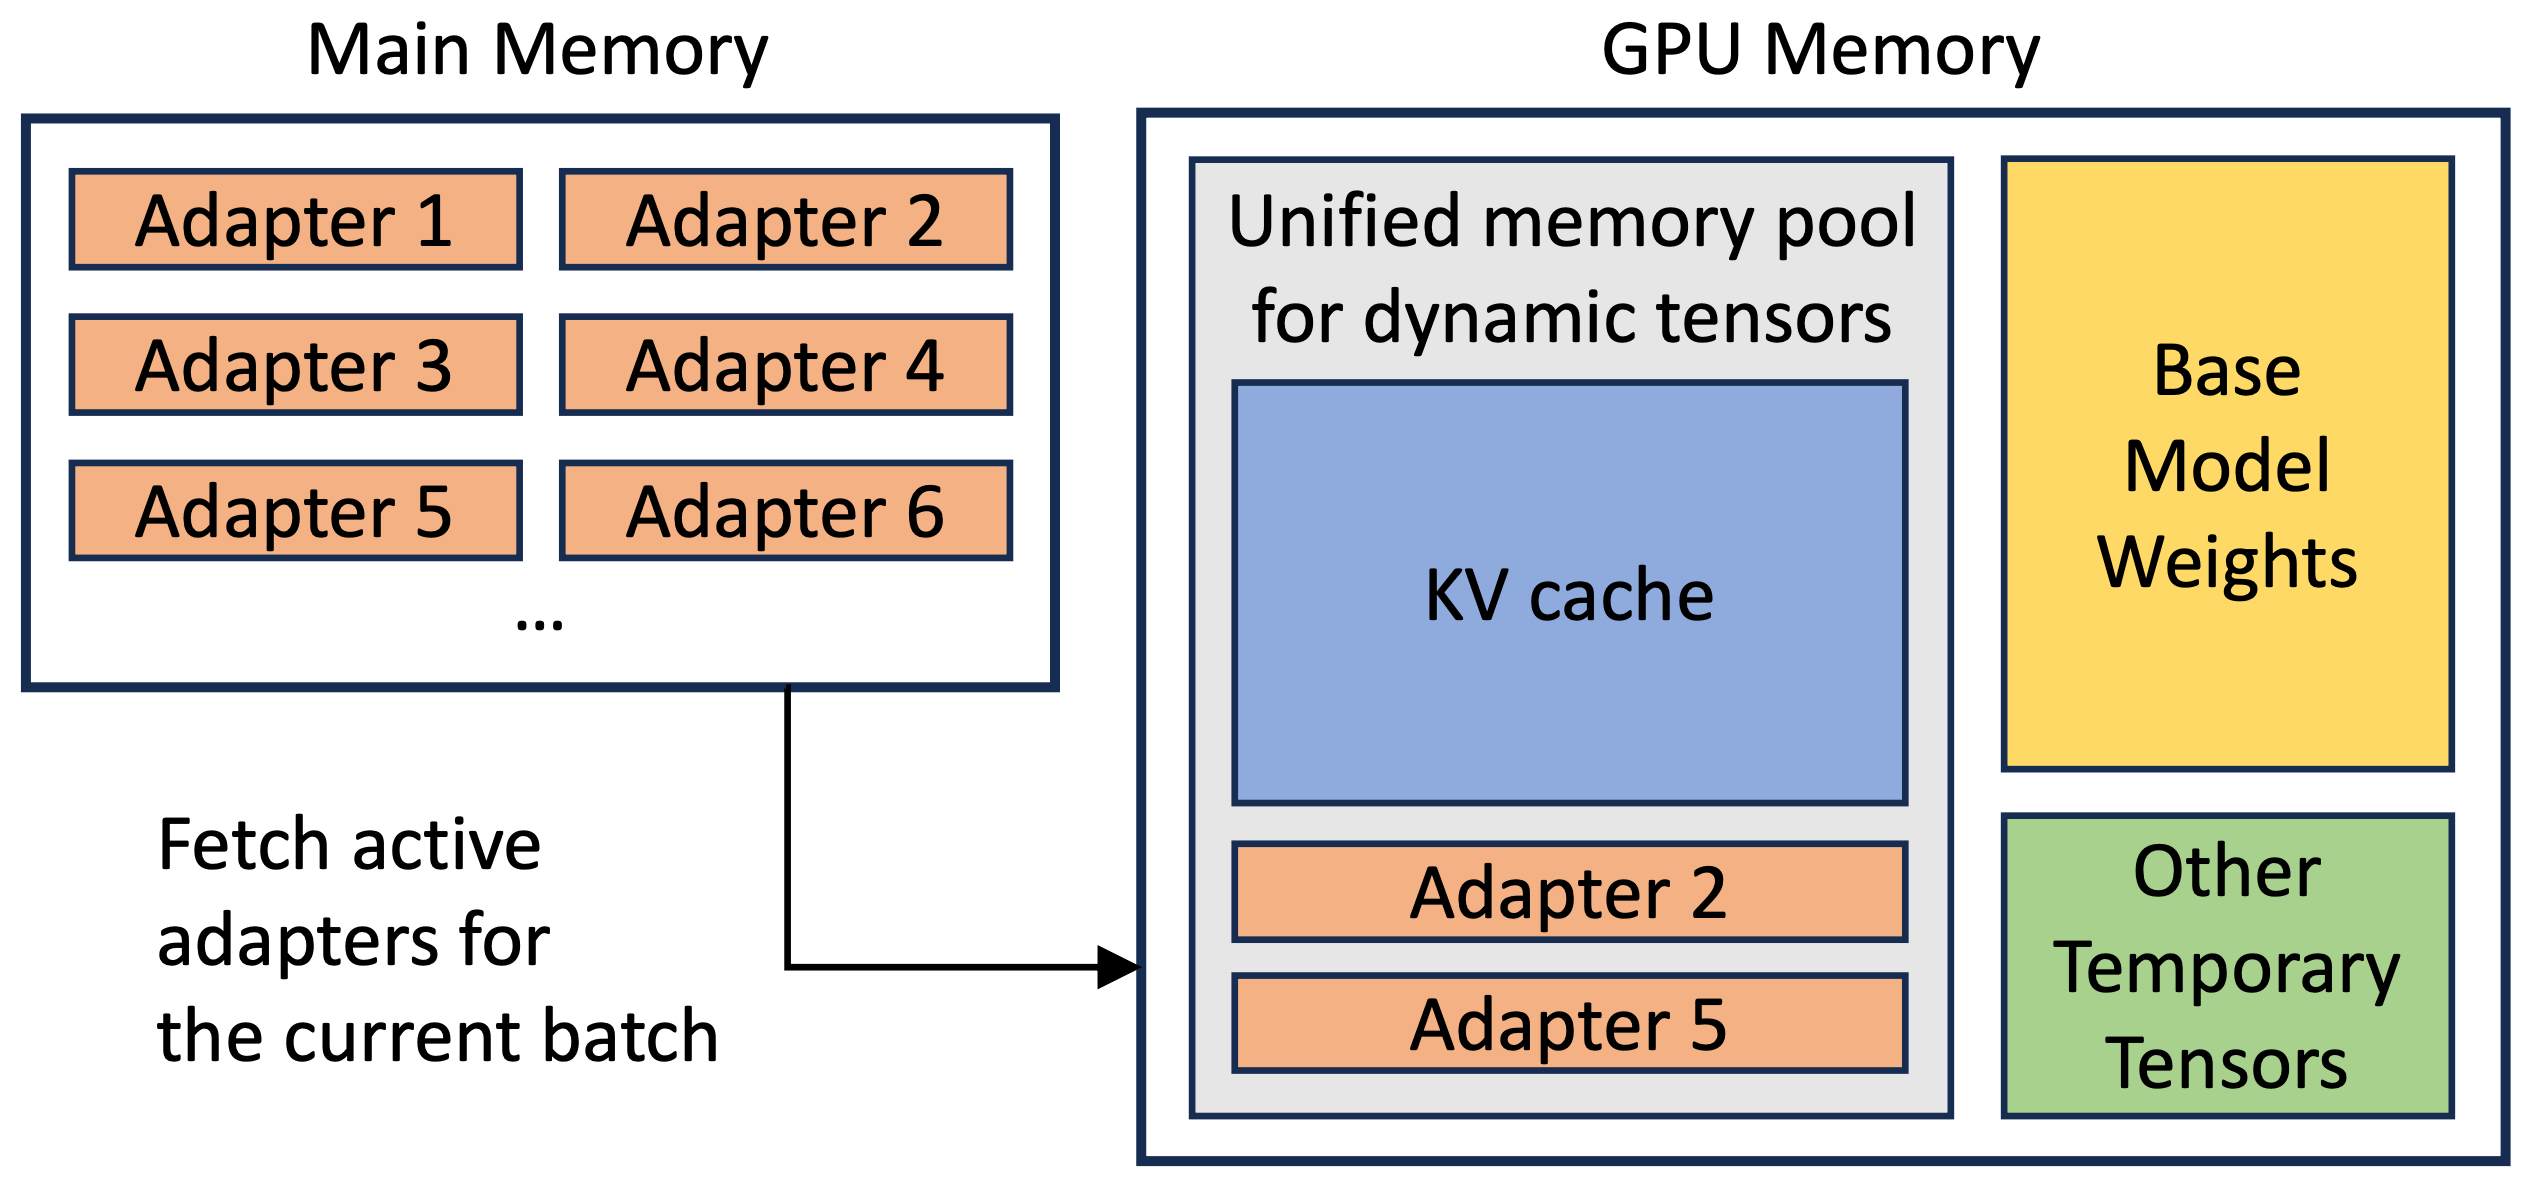 Main Memory
Adapter 1
Adapter 2
Adapter 3
Adapter 4
Adapter 5
Adapter 6
...
Fetch active
adapters for
the current batch
GPU Memory
Unified memory pool
for dynamic tensors
KV cache
Adapter 2
Adapter 5
Base
Model
Weights
Other
Temporary
Tensors